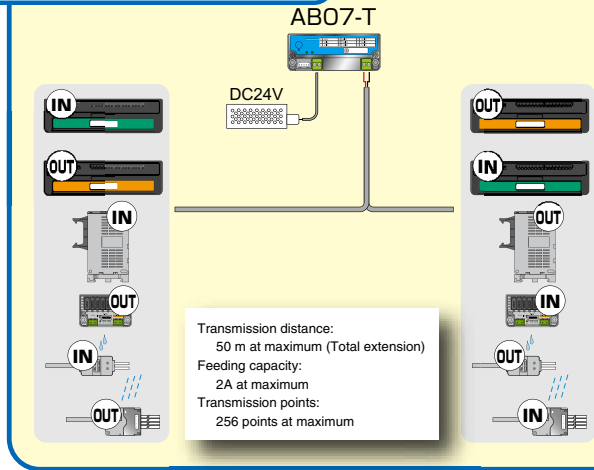 AB07-T
DC24V
IN
OUT
OUT
IN
IN
OUT
OUT
IN
IN
OUT
OUT
IN
Transmission distance:
50 m at maximum (Total extension)
Feeding capacity:
2A at maximum
Transmission points:
256 points at maximum